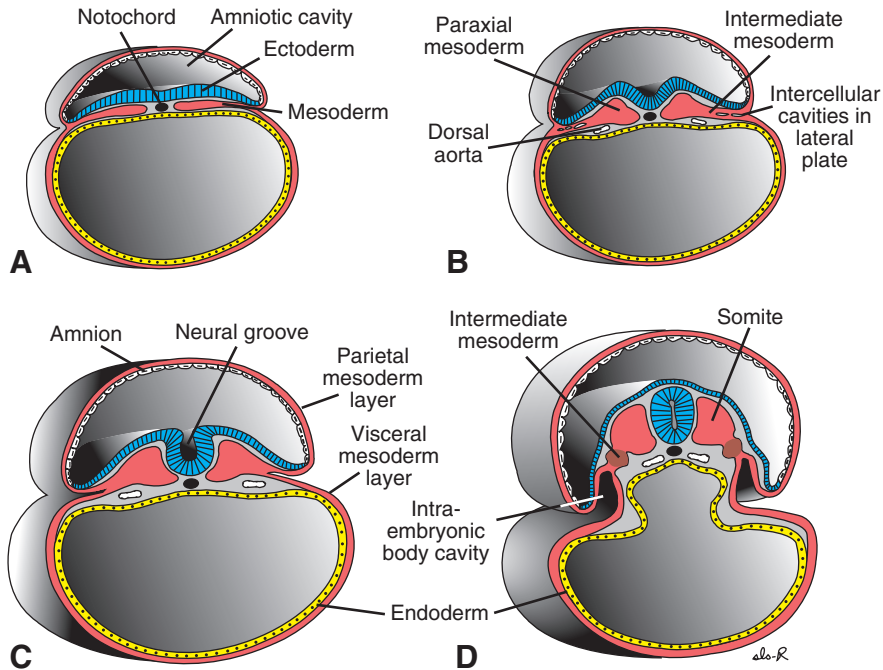 Notochord
Amniotic cavity
Ectoderm
Mesoderm
A
Paraxial
mesoderm
Intermediate
mesoderm
Intercellular
cavities in
lateral
plate
Dorsal
aorta
B
Amnion
Neural groove
Parietal
mesoderm
layer
Visceral
mesoderm
layer
Endoderm
C
Intermediate
mesoderm
Somite
Intra-
embryonic
body cavity
D
sls-R